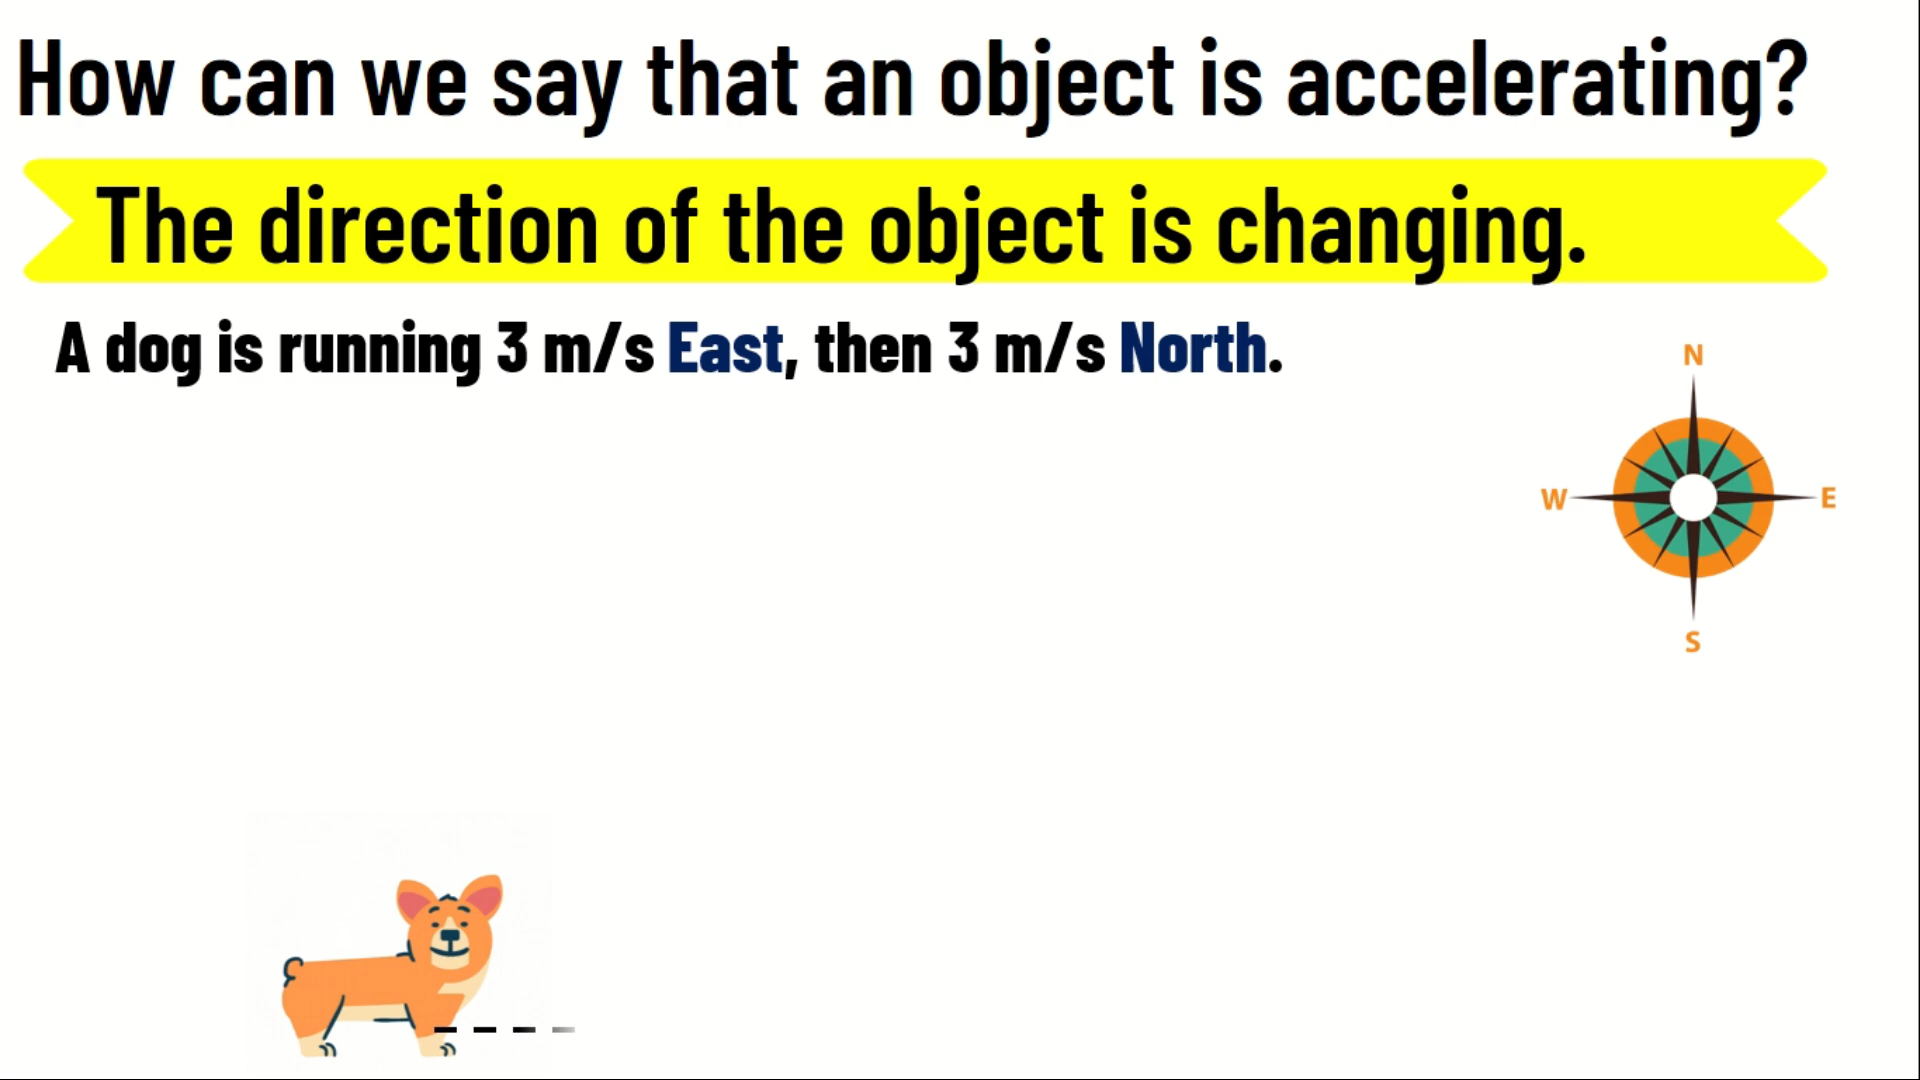 How can we say that an object is accelerating?
The direction of the object is changing.
A dog is running 3 m/s East, then 3 m/s North.
N
W
E
S